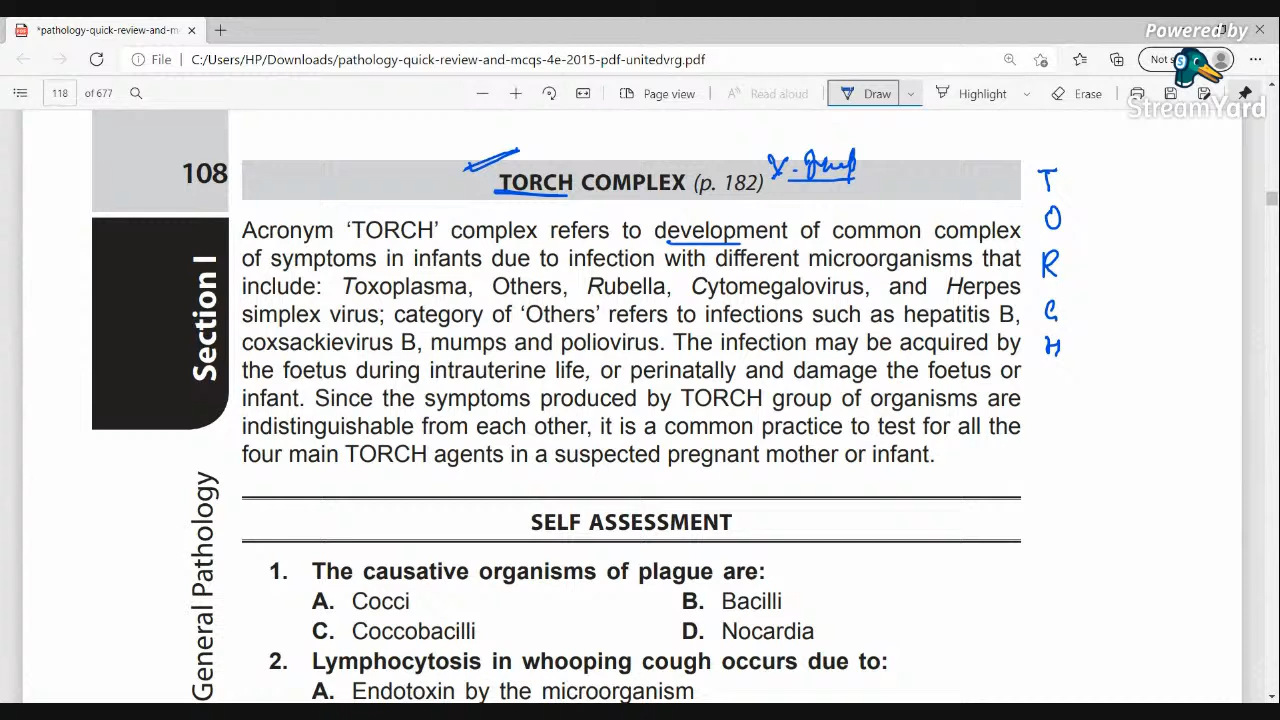 *pathology-quick-review-and-m
Powered by
File C:/Users/HP/Downloads/pathology-quick-review-and-mcqs-4e-2015-pdf-unitedvrg.pdf
118 of 677 Page view Read aloud Draw Highlight Erase
StreamYard
108
TORCH COMPLEX (p. 182)
T
O
R
C
H
Acronym ‘TORCH’ complex refers to development of common complex
of symptoms in infants due to infection with different microorganisms that
include: Toxoplasma, Others, Rubella, Cytomegalovirus, and Herpes
simplex virus; category of ‘Others’ refers to infections such as hepatitis B,
coxsackievirus B, mumps and poliovirus. The infection may be acquired by
the foetus during intrauterine life, or perinatally and damage the foetus or
infant. Since the symptoms produced by TORCH group of organisms are
indistinguishable from each other, it is a common practice to test for all the
four main TORCH agents in a suspected pregnant mother or infant.
Section I
General Pathology
SELF ASSESSMENT
1. The causative organisms of plague are:
A. Cocci B. Bacilli
C. Coccobacilli D. Nocardia
2. Lymphocytosis in whooping cough occurs due to:
A. Endotoxin by the microorganism